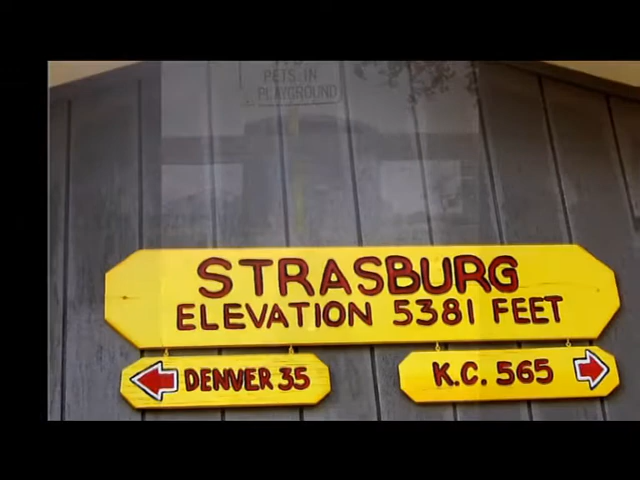 PETS IN
PLAYGROUND
STRASBURG
ELEVATION 5381 FEET
DENVER 35
K.C. 565